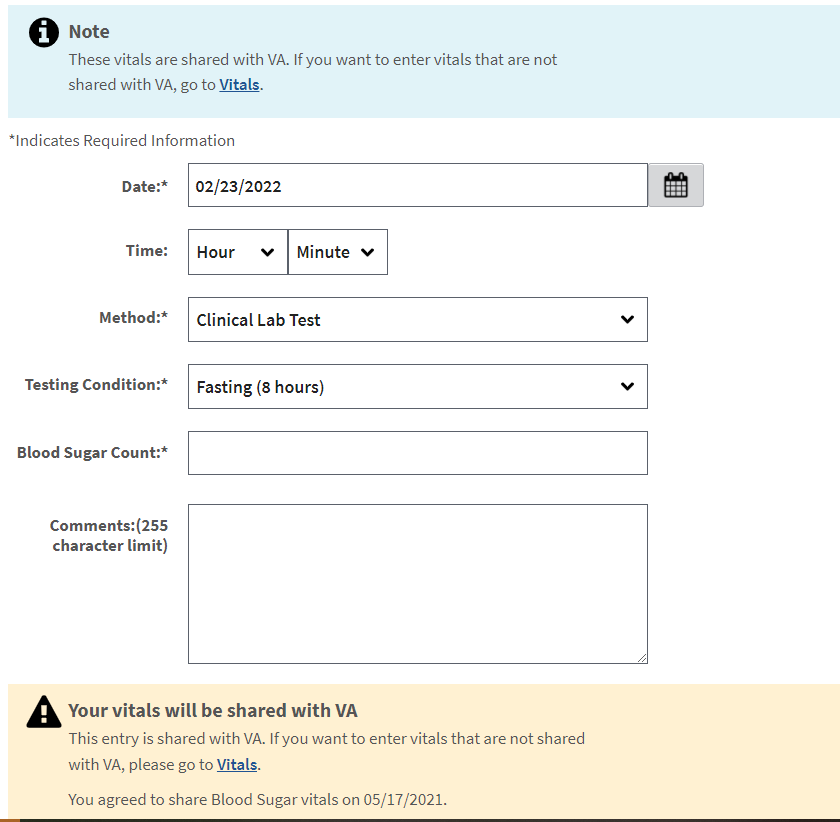 Note
These vitals are shared with VA. If you want to enter vitals that are not
shared with VA, go to Vitals.
*Indicates Required Information
Date:* 02/23/2022
Time: Hour Minute
Method:* Clinical Lab Test
Testing Condition:* Fasting (8 hours)
Blood Sugar Count:*
Comments:(255
character limit)
Your vitals will be shared with VA
This entry is shared with VA. If you want to enter vitals that are not shared
with VA, please go to Vitals.
You agreed to share Blood Sugar vitals on 05/17/2021.